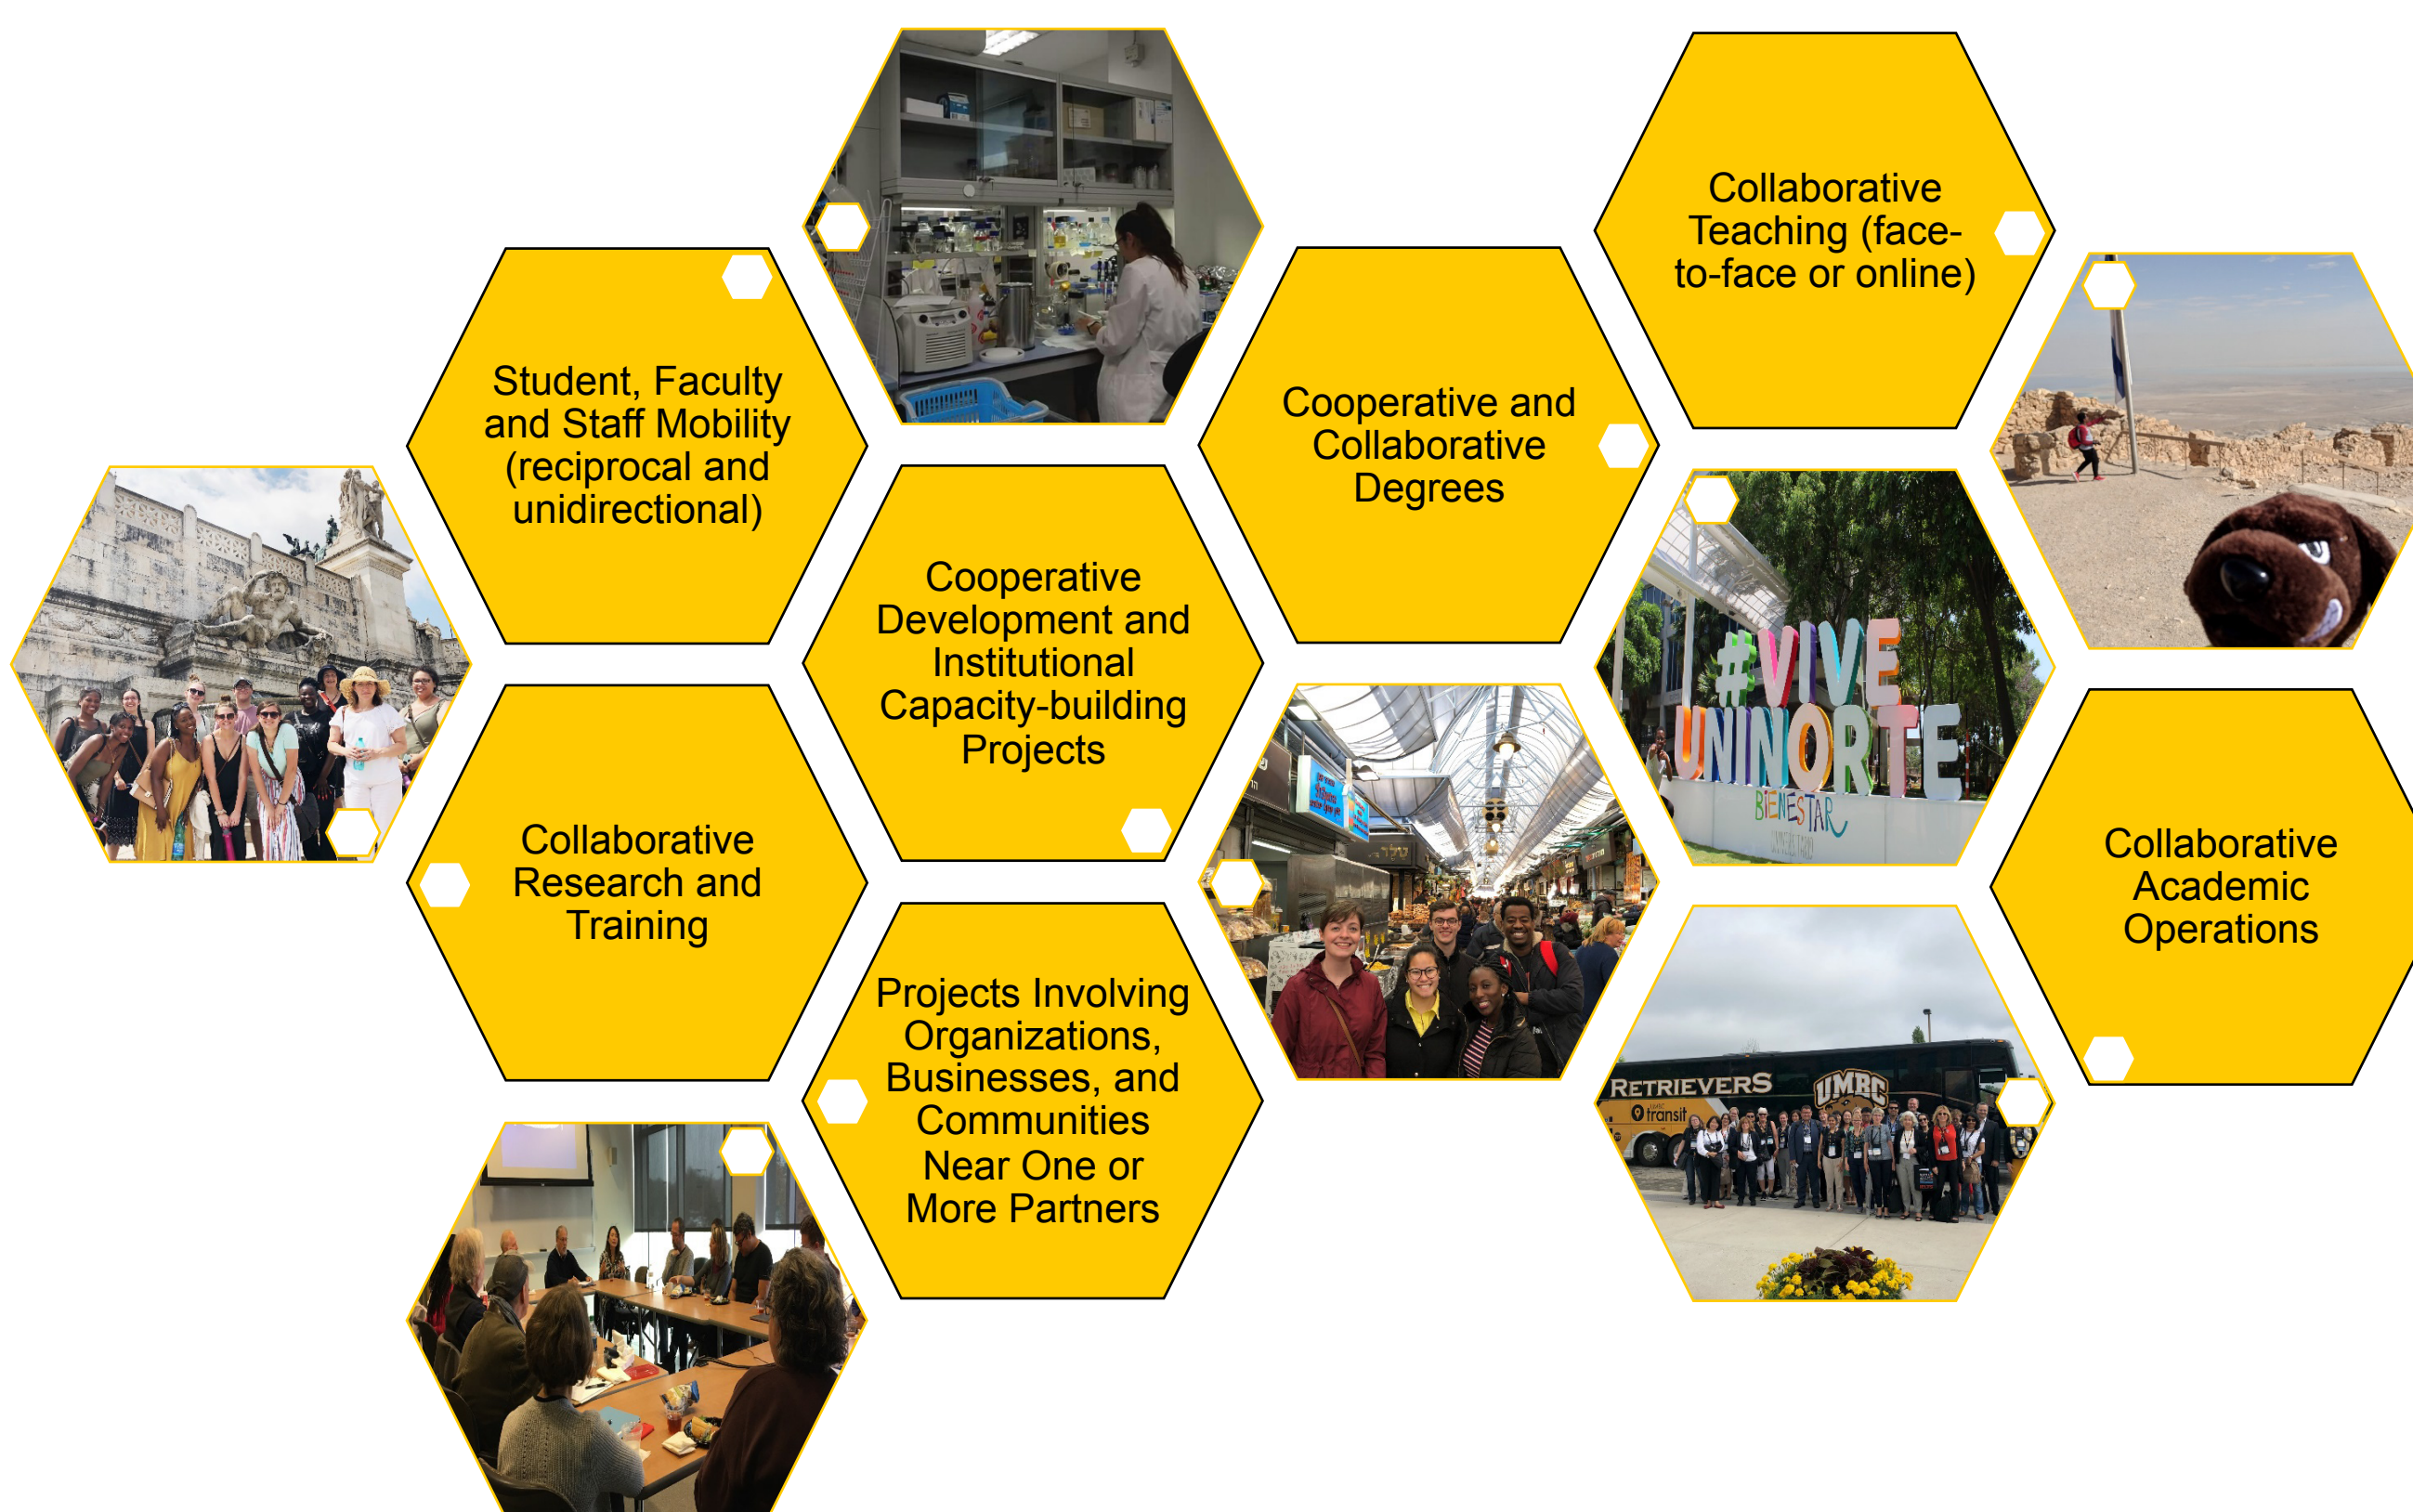 Student, Faculty
and Staff Mobility
(reciprocal and
unidirectional)
Collaborative
Research and
Training
Cooperative
Development and
Institutional
Capacity-building
Projects
Projects Involving
Organizations,
Businesses, and
Communities
Near One or
More Partners
Cooperative and
Collaborative
Degrees
Collaborative
Teaching (face-
to-face or online)
#VIVE
UNINORTE
BIENESTAR
RETRIEVERS
UMBC
transit
Collaborative
Academic
Operations